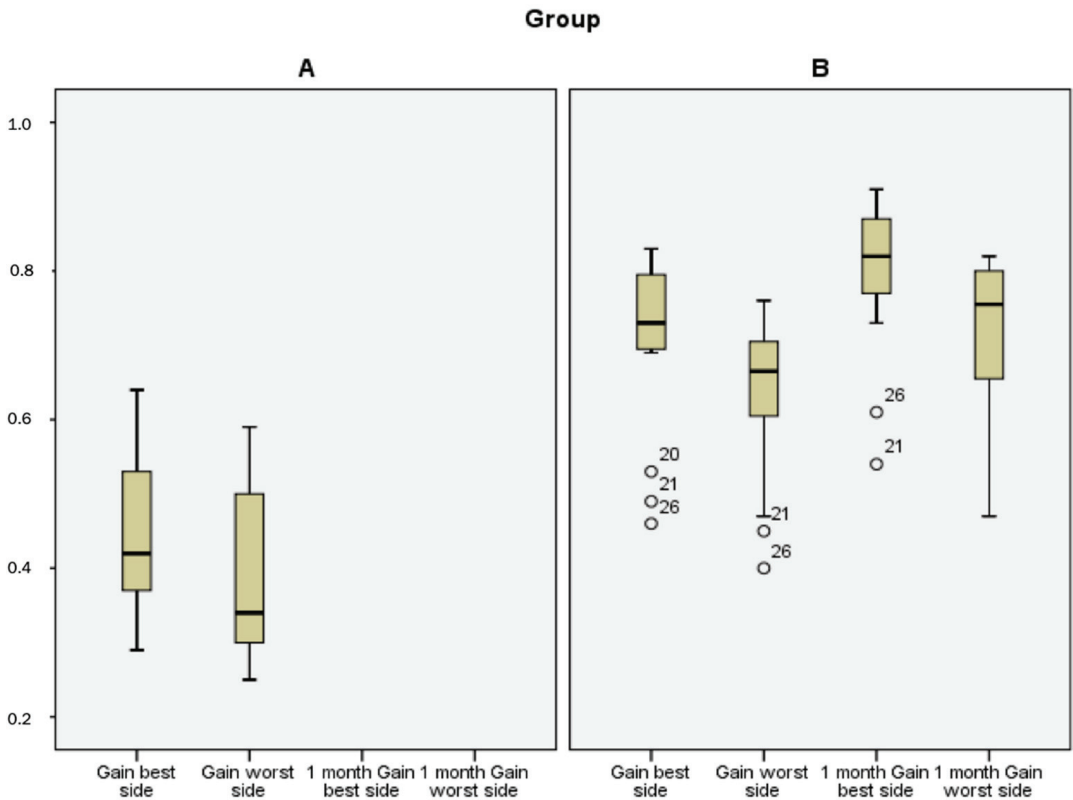 Group
A
B
1.0
0.8
0.6
0.4
0.2
20
21
26
21
26
26
21
Gain best
side
Gain worst
side
1 month Gain
best side
1 month Gain
worst side
Gain best
side
Gain worst
side
1 month Gain
best side
1 month Gain
worst side